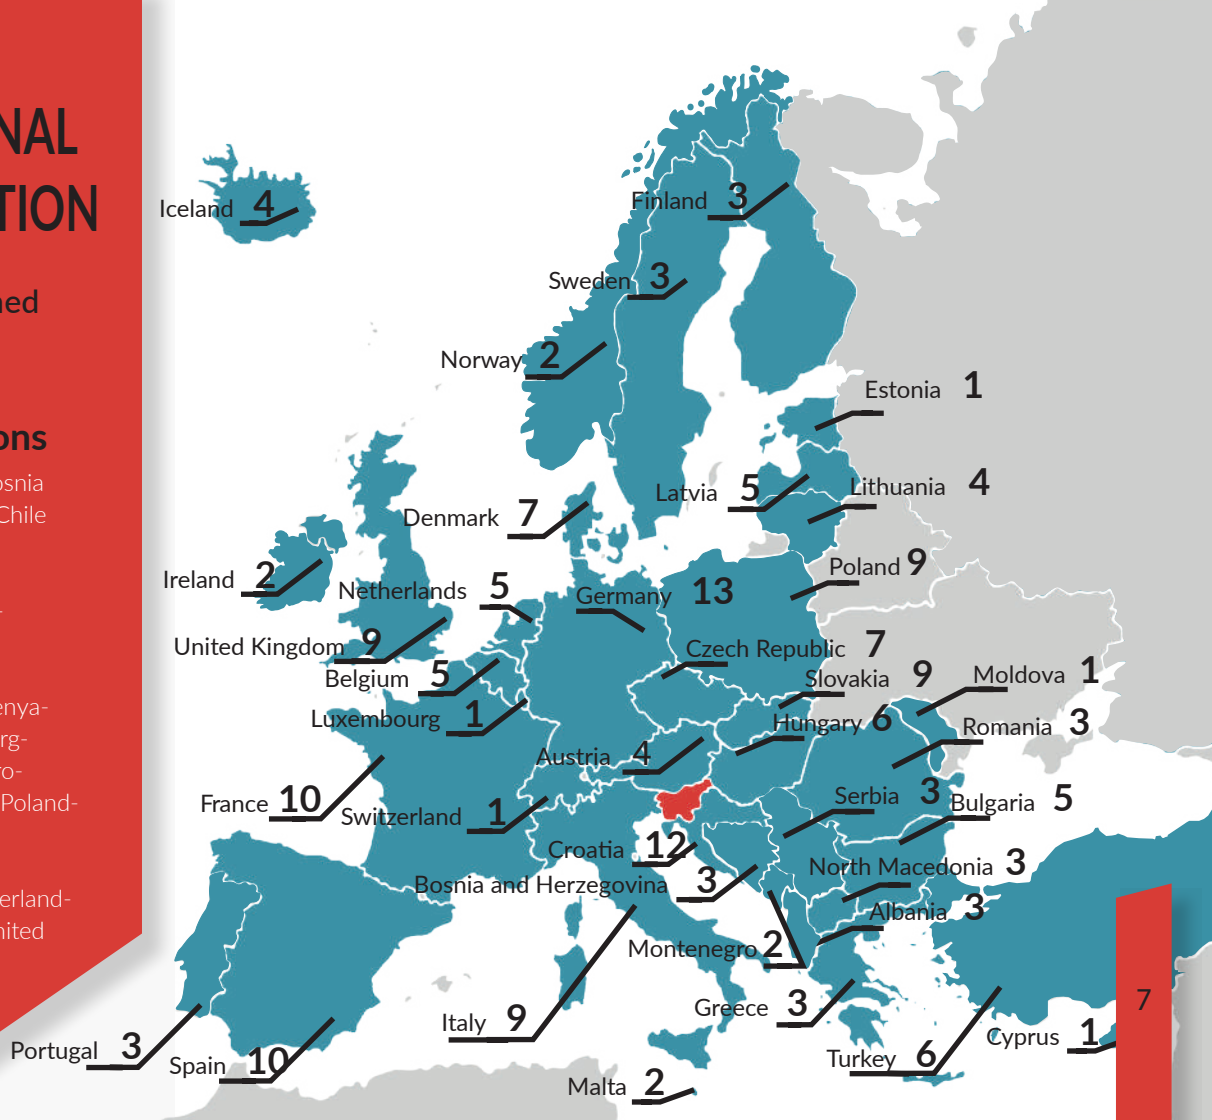 NAL
TION
ned
ons
osnia
Chile
enya-
rg-
ro-
Poland-
erland-
nited
Iceland 4
Finland 3
Sweden 3
Norway 2
Estonia 1
Latvia 5
Lithuania 4
Denmark 7
Poland 9
Ireland 2
Netherlands 5
Germany 13
United Kingdom 9
Czech Republic 7
Belgium 5
Slovakia 9
Moldova 1
Luxembourg 1
Hungary 6
Romania 3
Austria 4
France 10
Switzerland 1
Serbia 3
Bulgaria 5
Croatia 12
North Macedonia 3
Bosnia and Herzegovina 3
Albania 3
Montenegro 2
Greece 3
7
Italy 9
Cyprus 1
Portugal 3
Spain 10
Turkey 6
Malta 2